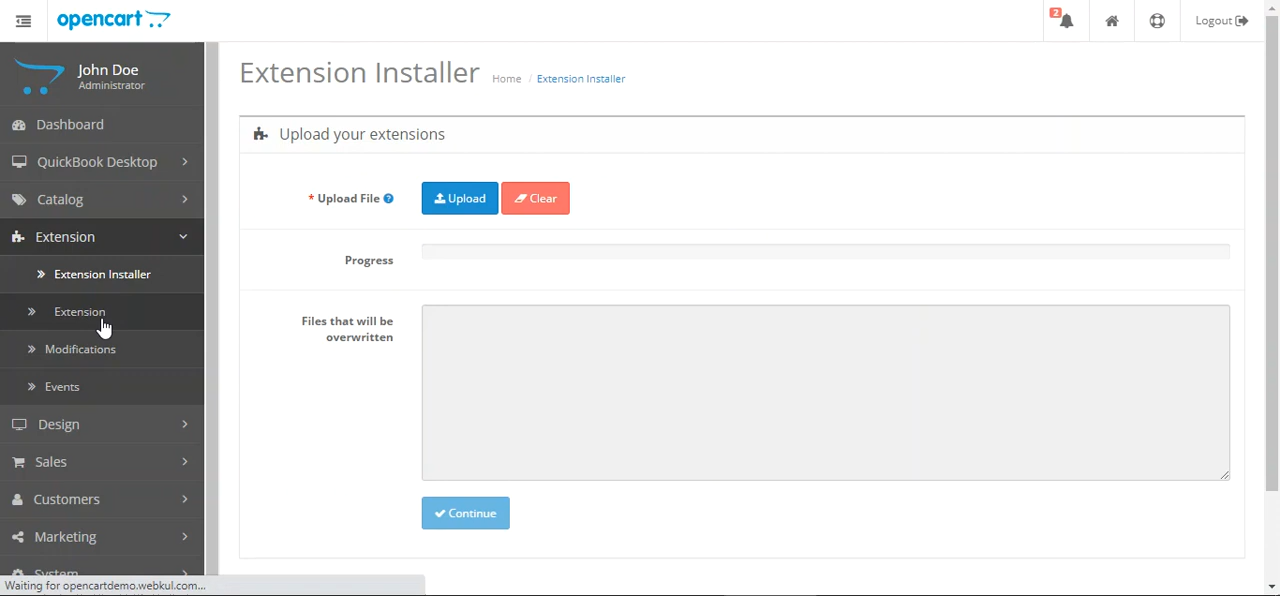 opencart
2
Logout
John Doe
Administrator
Dashboard
QuickBook Desktop
Catalog
Extension
Extension Installer
Extension
Modifications
Events
Design
Sales
Customers
Marketing
System
Waiting for opencartdemo.webkul.com...
Extension Installer
Home / Extension Installer
Upload your extensions
* Upload File
Upload
Clear
Progress
Files that will be
overwritten
Continue